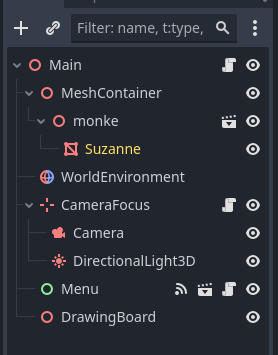 Filter: name, t:type,
Main
MeshContainer
monke
Suzanne
WorldEnvironment
CameraFocus
Camera
DirectionalLight3D
Menu
DrawingBoard